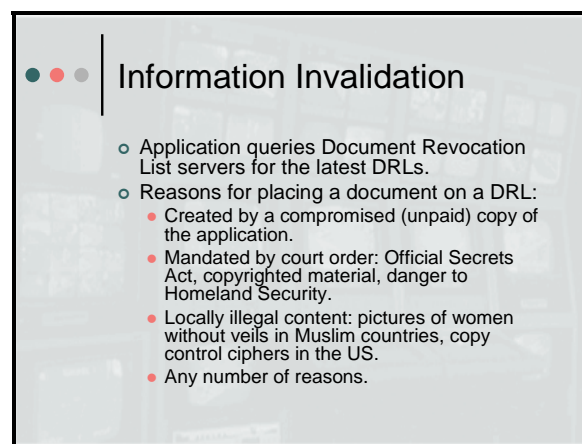 Information Invalidation
Application queries Document Revocation
List servers for the latest DRLs.
Reasons for placing a document on a DRL:
Created by a compromised (unpaid) copy of
the application.
Mandated by court order: Official Secrets
Act, copyrighted material, danger to
Homeland Security.
Locally illegal content: pictures of women
without veils in Muslim countries, copy
control ciphers in the US.
Any number of reasons.